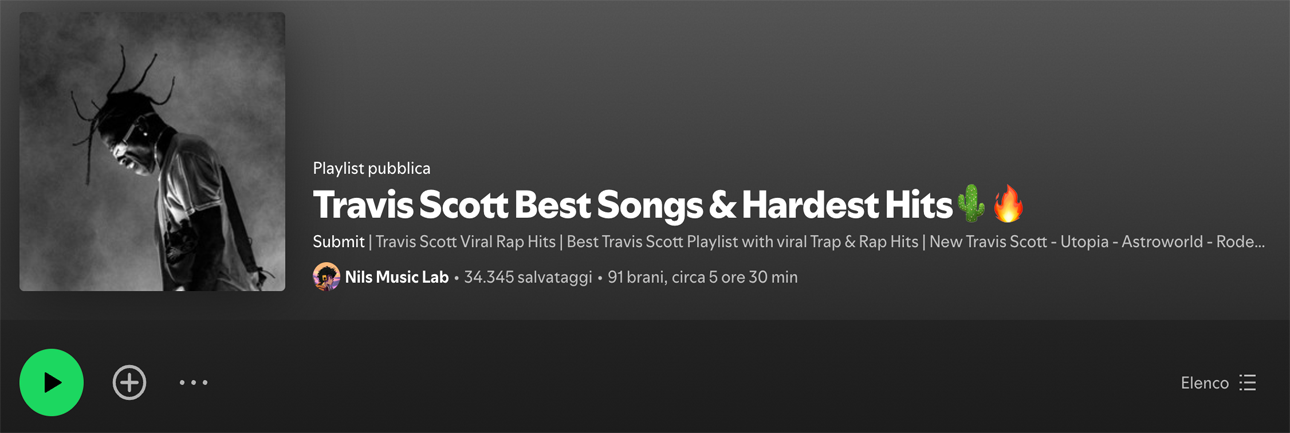 Playlist pubblica
Travis Scott Best Songs & Hardest Hits🌵🔥
Submit | Travis Scott Viral Rap Hits | Best Travis Scott Playlist with viral Trap & Rap Hits | New Travis Scott - Utopia - Astroworld - Rode...
Nils Music Lab • 34.345 salvataggi • 91 brani, circa 5 ore 30 min
Elenco